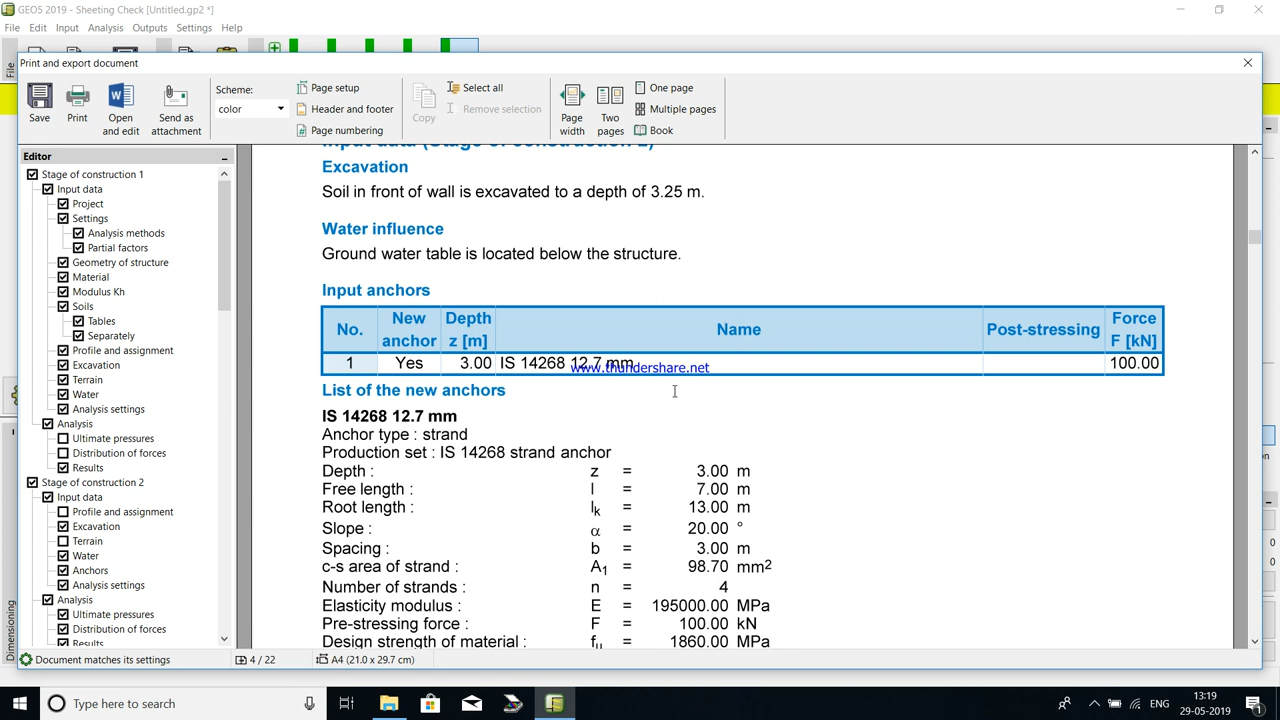 GEO5 2019 - Sheeting Check [Untitled.gp2 *]
File Edit Input Analysis Outputs Settings Help
File
Print and export document
Save
Print
Open and edit
Send as attachment
Scheme:
color
Page setup
Header and footer
Page numbering
Copy
Select all
Remove selection
Page width
Two pages
One page
Multiple pages
Book
Editor
Stage of construction 1
Input data
Project
Settings
Analysis methods
Partial factors
Geometry of structure
Material
Modulus Kh
Soils
Tables
Separately
Profile and assignment
Excavation
Terrain
Water
Analysis settings
Analysis
Ultimate pressures
Distribution of forces
Results
Stage of construction 2
Input data
Profile and assignment
Excavation
Terrain
Water
Anchors
Analysis settings
Analysis
Ultimate pressures
Distribution of forces
Results
Input data (Stage of construction 2)
Excavation
Soil in front of wall is excavated to a depth of 3.25 m.
Water influence
Ground water table is located below the structure.
Input anchors
No. New anchor Depth z [m] Name Post-stressing Force F [kN]
1 Yes 3.00 IS 14268 12.7 mm 100.00
www.thundershare.net
List of the new anchors
IS 14268 12.7 mm
Anchor type : strand
Production set : IS 14268 strand anchor
Depth : z = 3.00 m
Free length : l = 7.00 m
Root length : lk = 13.00 m
Slope : α = 20.00 °
Spacing : b = 3.00 m
c-s area of strand : A1 = 98.70 mm2
Number of strands : n = 4
Elasticity modulus : E = 195000.00 MPa
Pre-stressing force : F = 100.00 kN
Design strength of material : fu = 1860.00 MPa
Dimensioning
on
0
0
Document matches its settings
4 / 22
A4 (21.0 x 29.7 cm)
Type here to search
ENG
13:19
29-05-2019
1